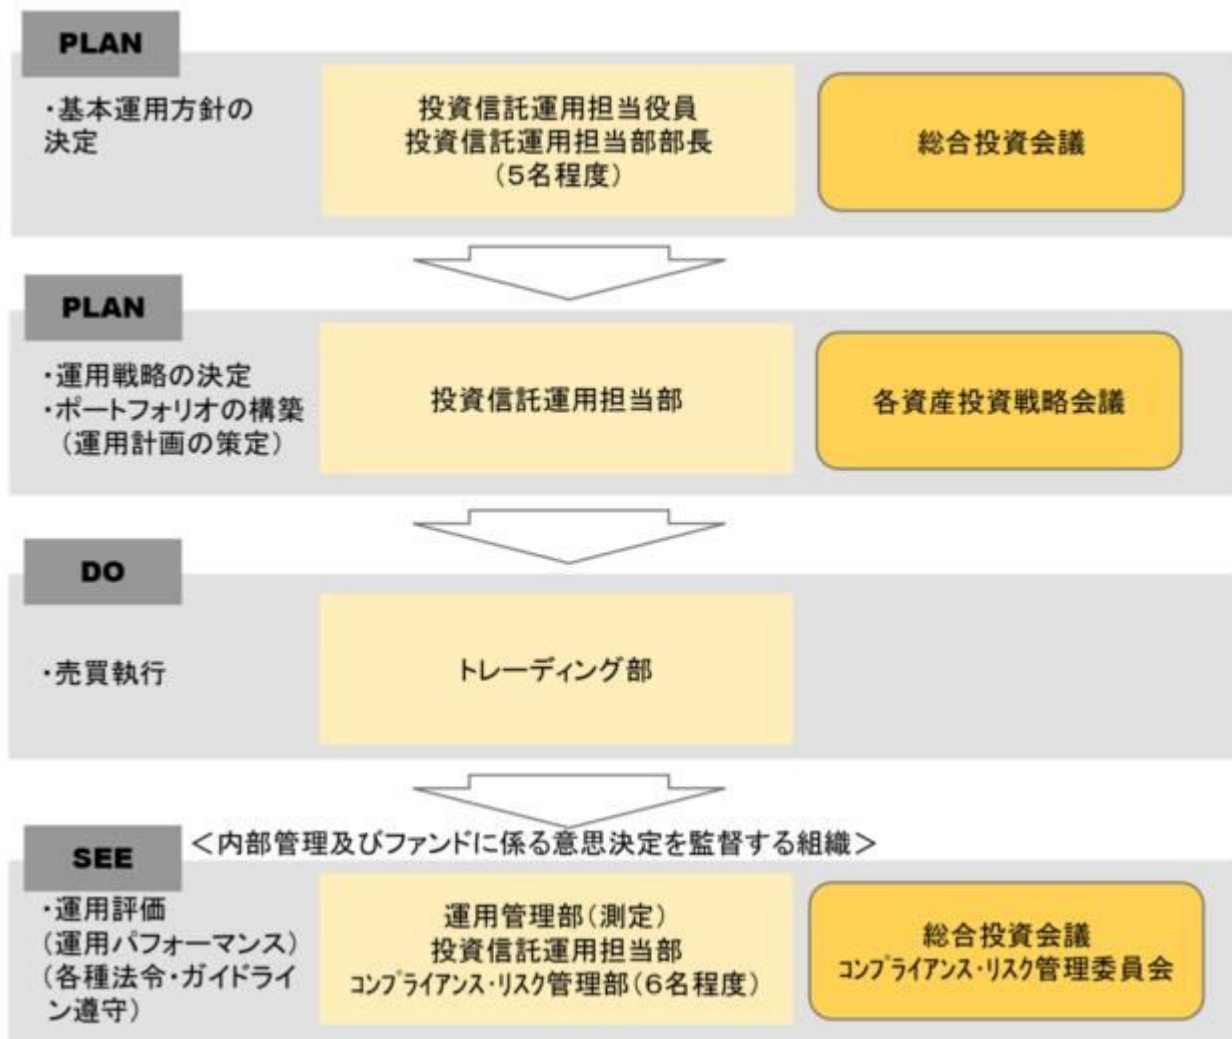 PLAN
・基本運用方針の
決定
投資信託運用担当役員
投資信託運用担当部部長
（５名程度）
総合投資会議
PLAN
・運用戦略の決定
・ポートフォリオの構築
（運用計画の策定）
投資信託運用担当部
各資産投資戦略会議
DO
・売買執行
トレーディング部
SEE
＜内部管理及びファンドに係る意思決定を監督する組織＞
・運用評価
(運用パフォーマンス)
(各種法令・ガイドライ
ン遵守)
運用管理部（測定）
投資信託運用担当部
ｺﾝﾌﾟﾗｲｱﾝｽ･ﾘｽｸ管理部（６名程度）
総合投資会議
ｺﾝﾌﾟﾗｲｱﾝｽ･ﾘｽｸ管理委員会